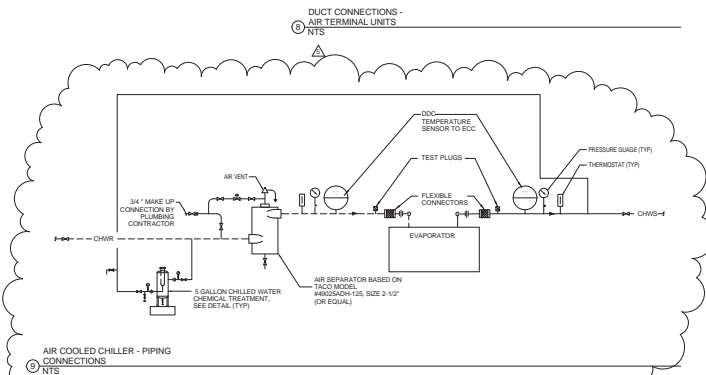 DUCT CONNECTIONS -
AIR TERMINAL UNITS
8
NTS
5
DDC
TEMPERATURE
SENSOR TO ECC
TEST PLUGS
PRESSURE GUAGE (TYP)
THERMOSTAT (TYP)
AIR VENT
3/4 " MAKE UP
CONNECTION BY
PLUMBING
CONTRACTOR
FLEXIBLE
CONNECTORS
CHWR
CHWS
EVAPORATOR
AIR SEPARATOR BASED ON
TACO MODEL
#49025ADH-125, SIZE 2-1/2"
(OR EQUAL)
5 GALLON CHILLED WATER
CHEMICAL TREATMENT,
SEE DETAIL (TYP)
AIR COOLED CHILLER - PIPING
CONNECTIONS
9
NTS